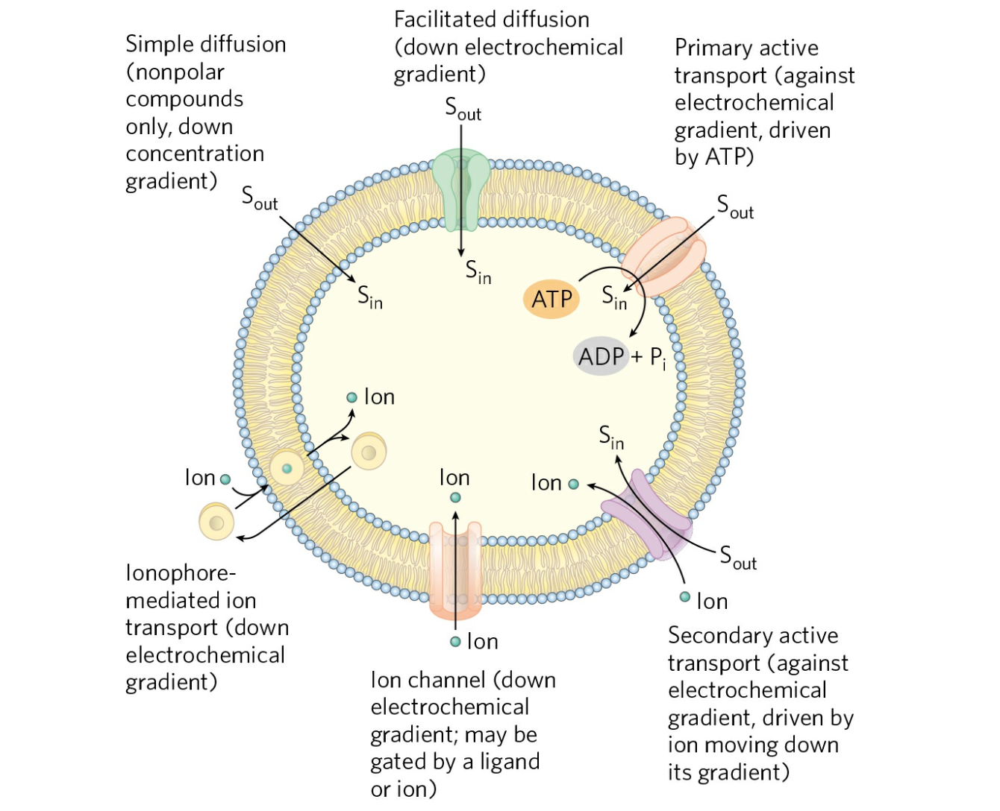 Simple diffusion
(nonpolar
compounds
only, down
concentration
gradient)
Sout
Sin
Facilitated diffusion
(down electrochemical
gradient)
Sout
Sin
Primary active
transport (against
electrochemical
gradient, driven
by ATP)
Sout
Sin
ATP
ADP + Pi
Ion
Ion
Ionophore-
mediated ion
transport (down
electrochemical
gradient)
Ion
Ion
Ion channel (down
electrochemical
gradient; may be
gated by a ligand
or ion)
Sin
Ion
Sout
Ion
Secondary active
transport (against
electrochemical
gradient, driven by
ion moving down
its gradient)